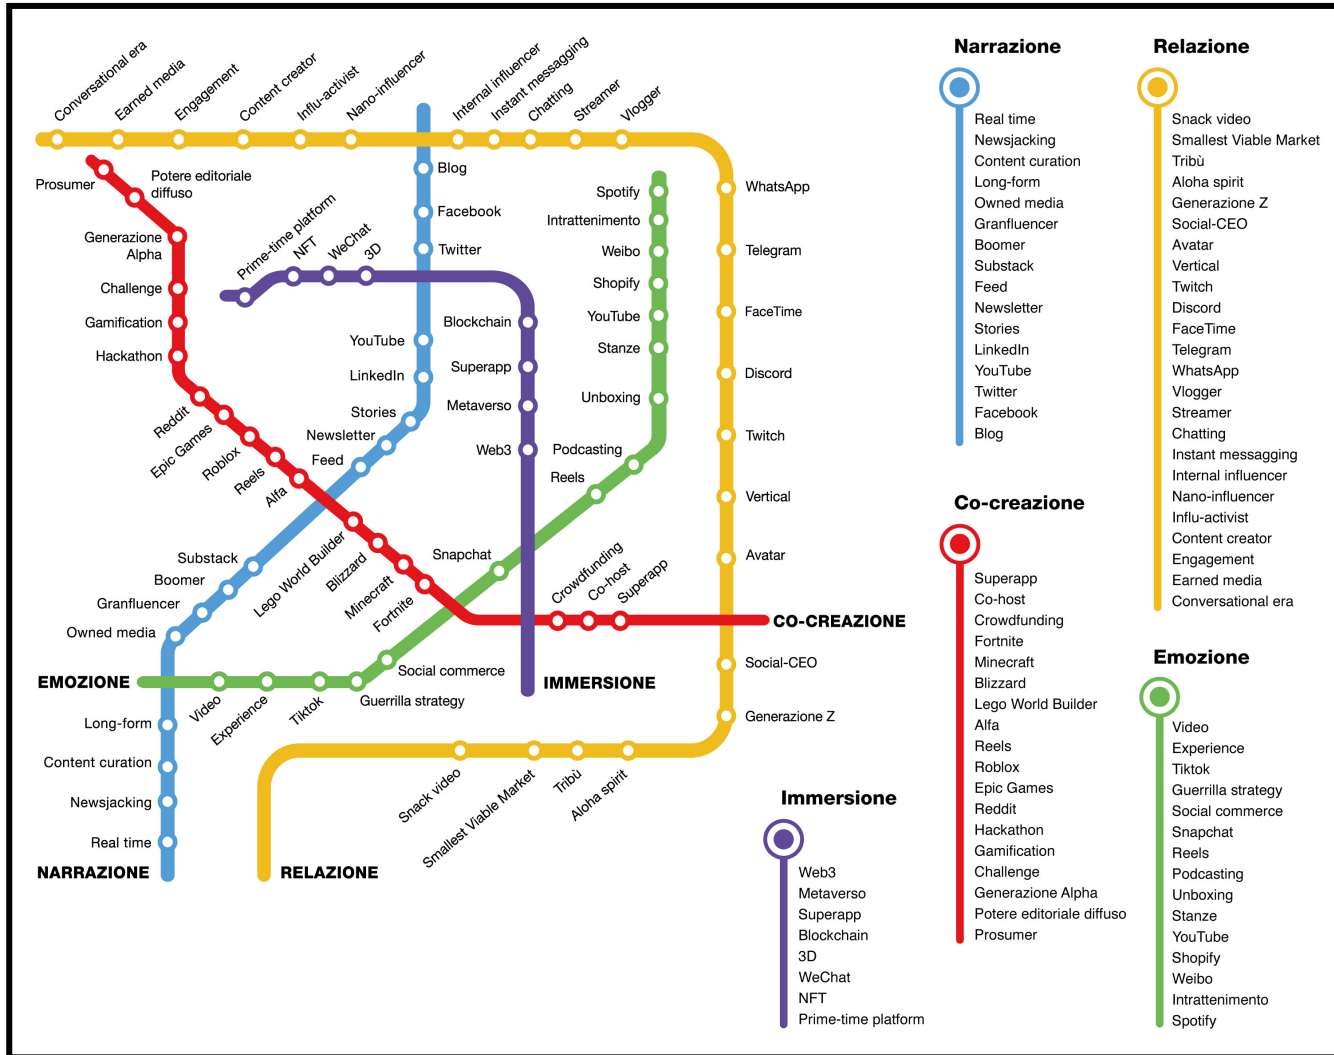 Conversational era
Earned media
Engagement
Content creator
Influ-activist
Nano-influencer
Internal influencer
Instant messagging
Chatting
Streamer
Vlogger
Prosumer
Potere editoriale
diffuso
Generazione
Alpha
Challenge
Gamification
Hackathon
Reddit
Epic Games
Roblox
Reels
Alfa
Lego World Builder
Blizzard
Minecraft
Fortnite
Crowdfunding
Co-host
Superapp
CO-CREAZIONE
Prime-time platform
NFT
WeChat
3D
Blockchain
Superapp
Metaverso
Web3
IMMERSIONE
Blog
Facebook
Twitter
YouTube
LinkedIn
Stories
Newsletter
Feed
Substack
Boomer
Granfluencer
Owned media
Long-form
Content curation
Newsjacking
Real time
NARRAZIONE
Spotify
Intrattenimento
Weibo
Shopify
YouTube
Stanze
Unboxing
Podcasting
Reels
Snapchat
Social commerce
Guerrilla strategy
Tiktok
Experience
Video
EMOZIONE
WhatsApp
Telegram
FaceTime
Discord
Twitch
Vertical
Avatar
Social-CEO
Generazione Z
Aloha spirit
Tribù
Smallest Viable Market
Snack video
RELAZIONE
Narrazione
Real time
Newsjacking
Content curation
Long-form
Owned media
Granfluencer
Boomer
Substack
Feed
Newsletter
Stories
LinkedIn
YouTube
Twitter
Facebook
Blog
Relazione
Snack video
Smallest Viable Market
Tribù
Aloha spirit
Generazione Z
Social-CEO
Avatar
Vertical
Twitch
Discord
FaceTime
Telegram
WhatsApp
Vlogger
Streamer
Chatting
Instant messagging
Internal influencer
Nano-influencer
Influ-activist
Content creator
Engagement
Earned media
Conversational era
Co-creazione
Superapp
Co-host
Crowdfunding
Fortnite
Minecraft
Blizzard
Lego World Builder
Alfa
Reels
Roblox
Epic Games
Reddit
Hackathon
Gamification
Challenge
Generazione Alpha
Potere editoriale diffuso
Prosumer
Emozione
Video
Experience
Tiktok
Guerrilla strategy
Social commerce
Snapchat
Reels
Podcasting
Unboxing
Stanze
YouTube
Shopify
Weibo
Intrattenimento
Spotify
Immersione
Web3
Metaverso
Superapp
Blockchain
3D
WeChat
NFT
Prime-time platform